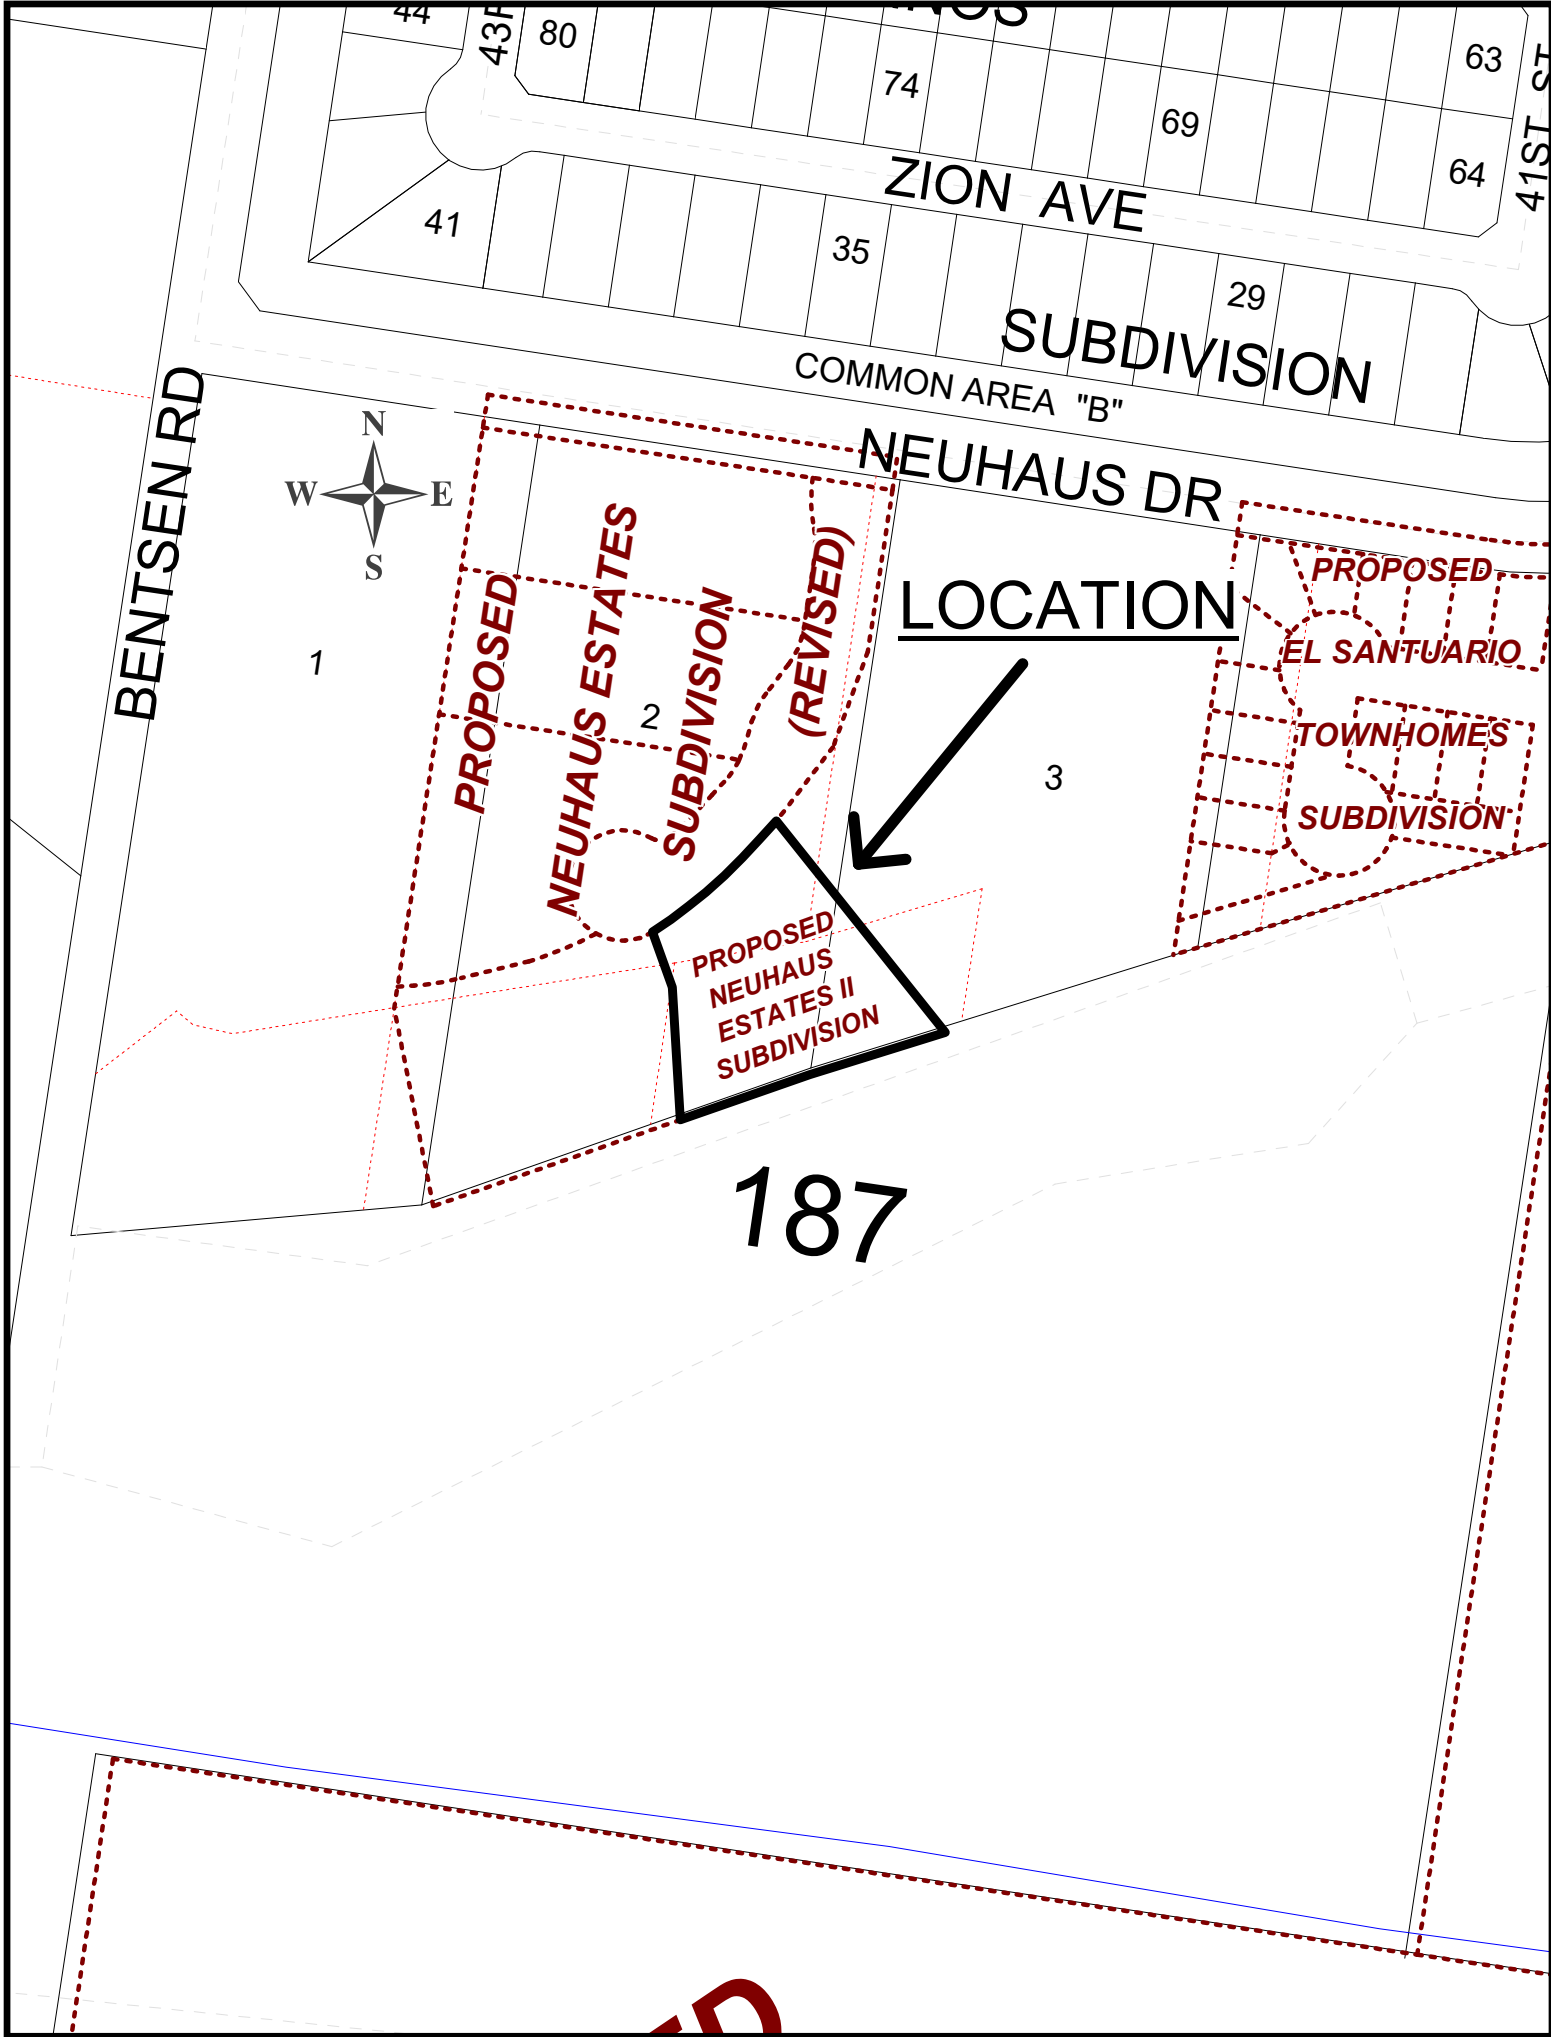 44
43R
80
74
69
63
64
41ST ST
ZION AVE
41
35
29
SUBDIVISION
COMMON AREA "B"
NEUHAUS DR
BENTSEN RD
N
W E
S
1
PROPOSED
NEUHAUS ESTATES
SUBDIVISION
(REVISED)
2
LOCATION
3
PROPOSED
EL SANTUARIO
TOWNHOMES
SUBDIVISION
PROPOSED
NEUHAUS
ESTATES II
SUBDIVISION
187